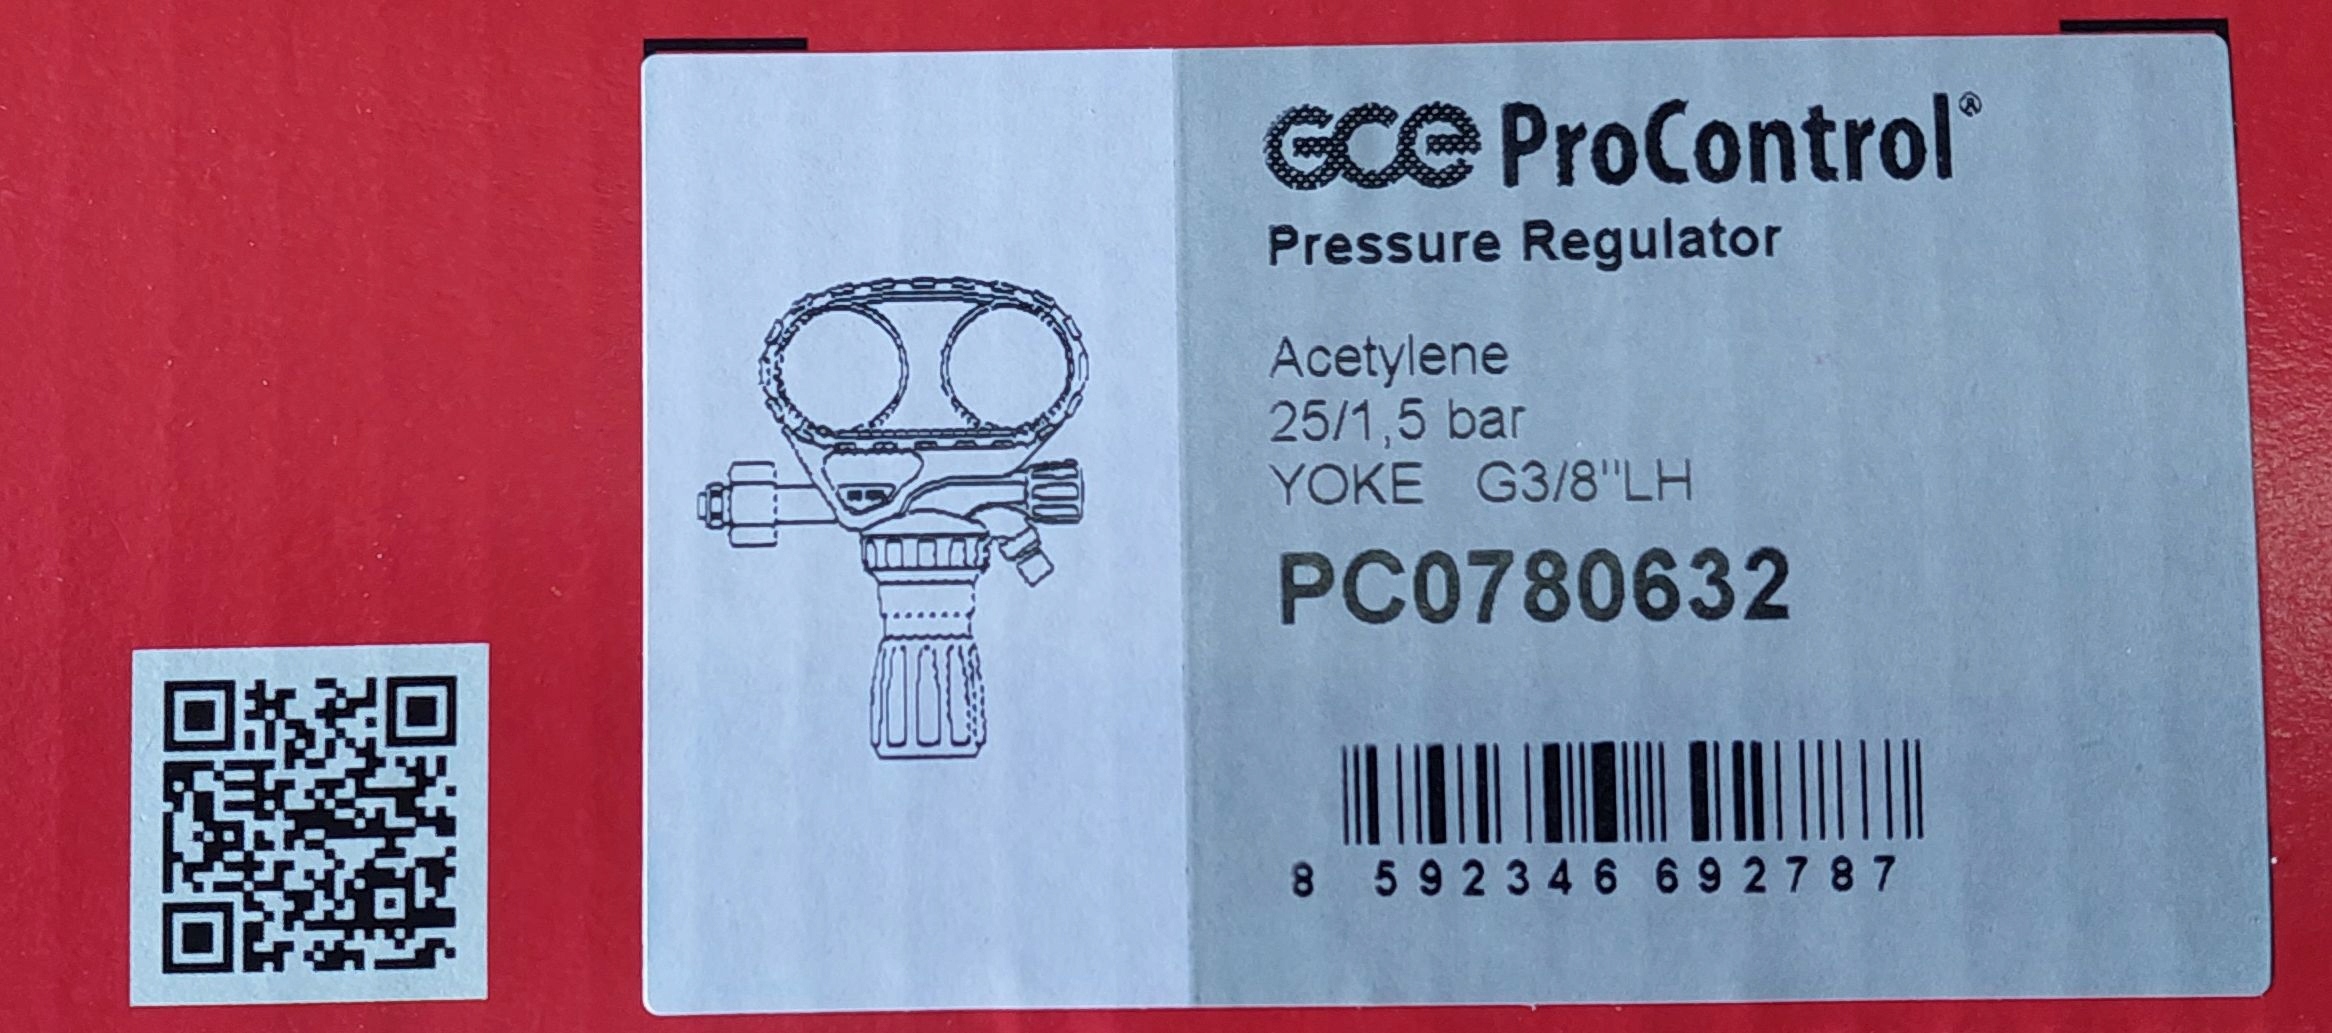 GCE ProControl®
Pressure Regulator
Acetylene
25/1,5 bar
YOKE G3/8"LH
PC0780632
8 592346 692787